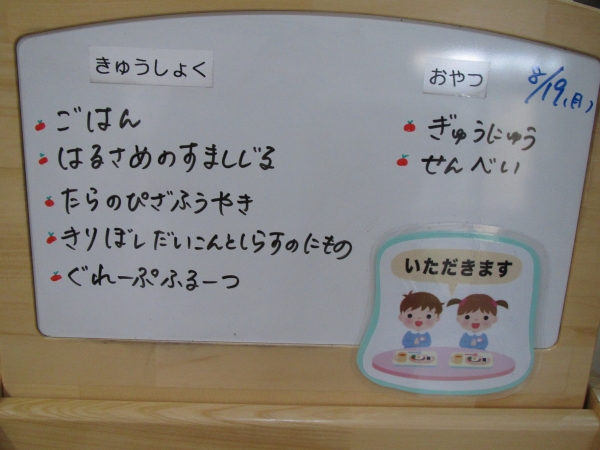 きゅうしょく
ごはん
はるさめのすましじる
たらのぴざふうやき
きりぼしだいこんとしらすのにもの
ぐれーぷふるーつ
おやつ
8/19(月)
ぎゅうにゅう
せんべい
いただきます